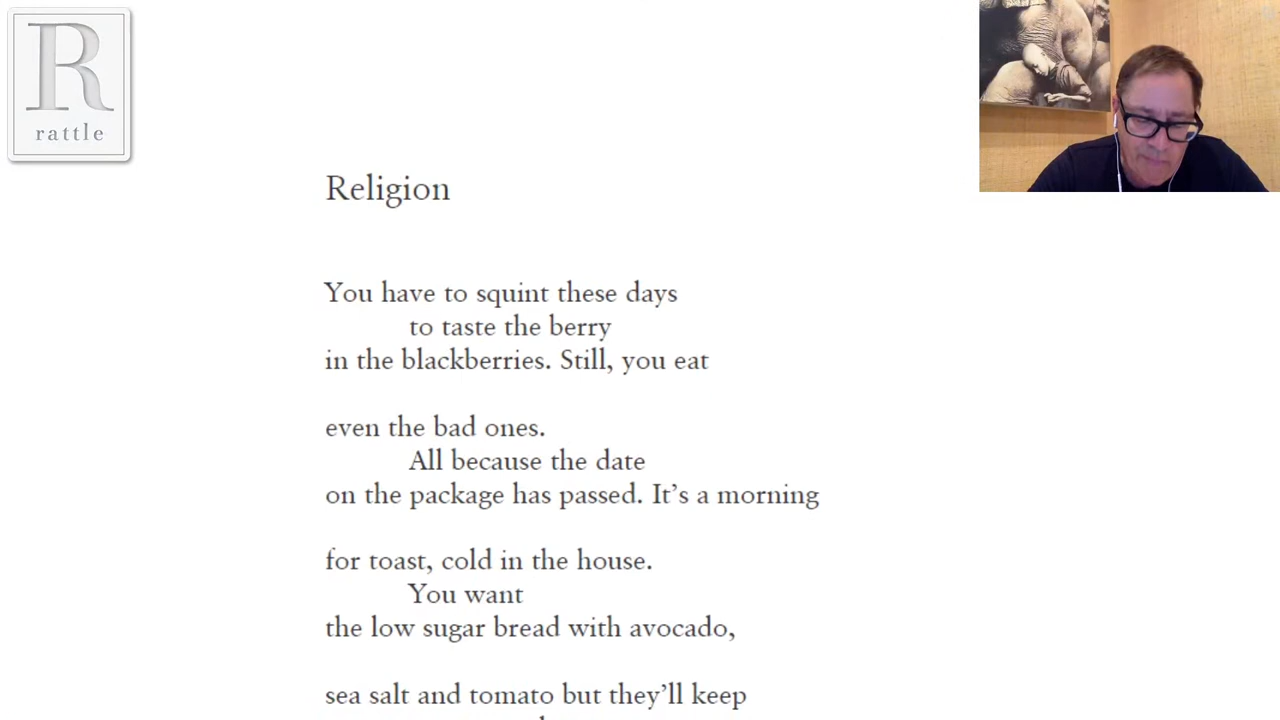 R
rattle
Religion
You have to squint these days
to taste the berry
in the blackberries. Still, you eat
even the bad ones.
All because the date
on the package has passed. It’s a morning
for toast, cold in the house.
You want
the low sugar bread with avocado,
sea salt and tomato but they’ll keep